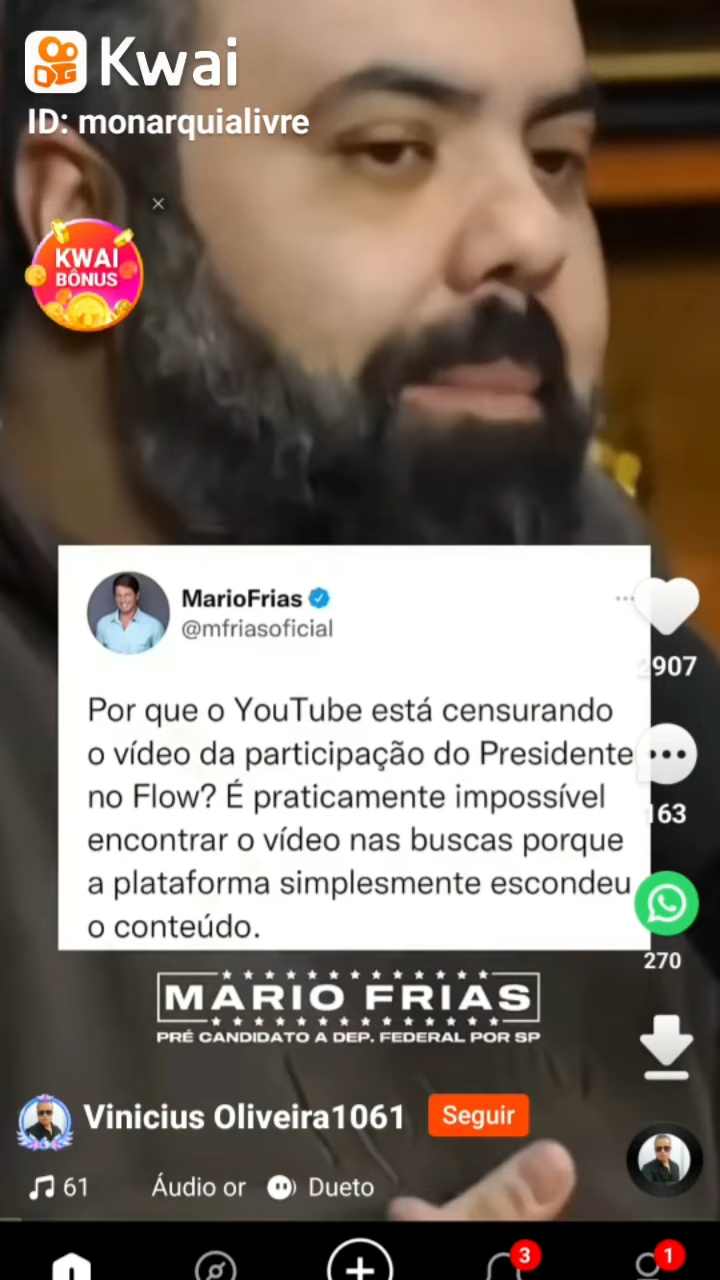 Kwai
ID: monarquialivre
KWAI
BÔNUS
MarioFrias
@mfriasoficial
Por que o YouTube está censurando
o vídeo da participação do Presidente
no Flow? É praticamente impossível
encontrar o vídeo nas buscas porque
a plataforma simplesmente escondeu
o conteúdo.
2907
163
270
MARIO FRIAS
PRÉ CANDIDATO A DEP. FEDERAL POR SP
Vinicius Oliveira1061
Seguir
61
Áudio or
Dueto
3
1